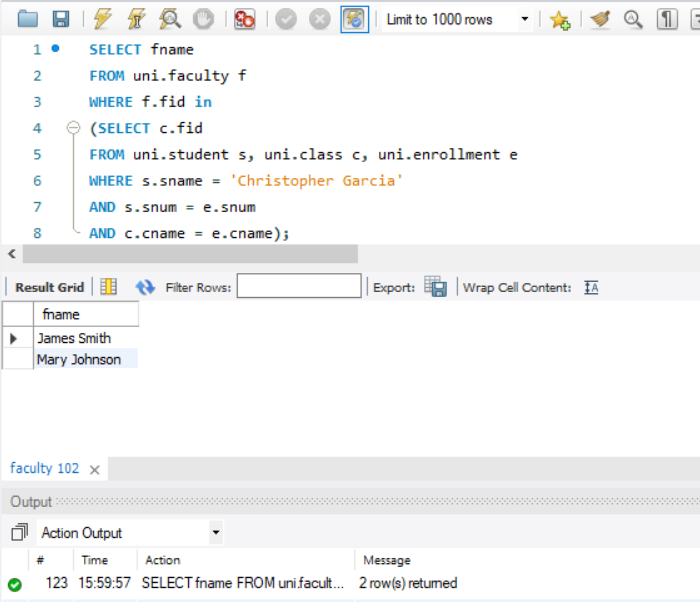 Limit to 1000 rows
1 SELECT fname
2 FROM uni.faculty f
3 WHERE f.fid in
4 (SELECT c.fid
5 FROM uni.student s, uni.class c, uni.enrollment e
6 WHERE s.sname = 'Christopher Garcia'
7 AND s.snum = e.snum
8 AND c.cname = e.cname);
Result Grid Filter Rows: Export: Wrap Cell Content: IA
fname
James Smith
Mary Johnson
faculty 102
Output
Action Output
# Time Action Message
123 15:59:57 SELECT fname FROM uni.facult... 2 row(s) returned